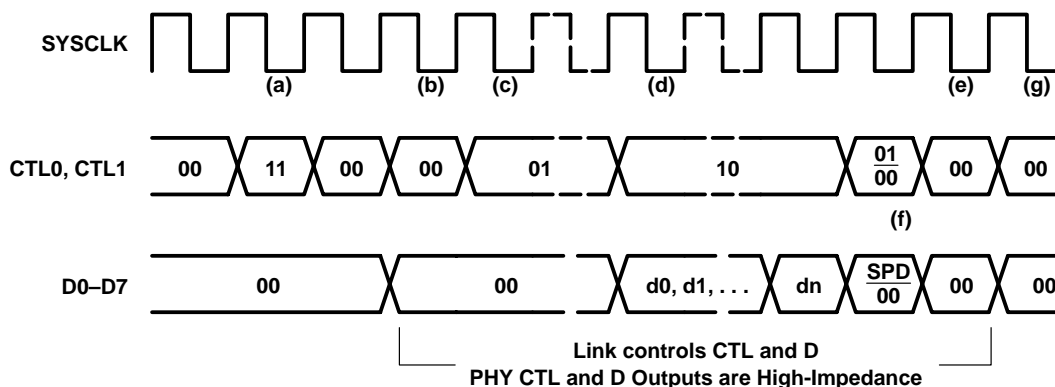 SYSCLK
(a) (b) (c) (d) (e) (g)
CTL0, CTL1 00 11 00 00 01 10 01 00 00 00
(f)
D0–D7 00 00 d0, d1, . . . dn SPD 00 00 00
Link controls CTL and D
PHY CTL and D Outputs are High-Impedance